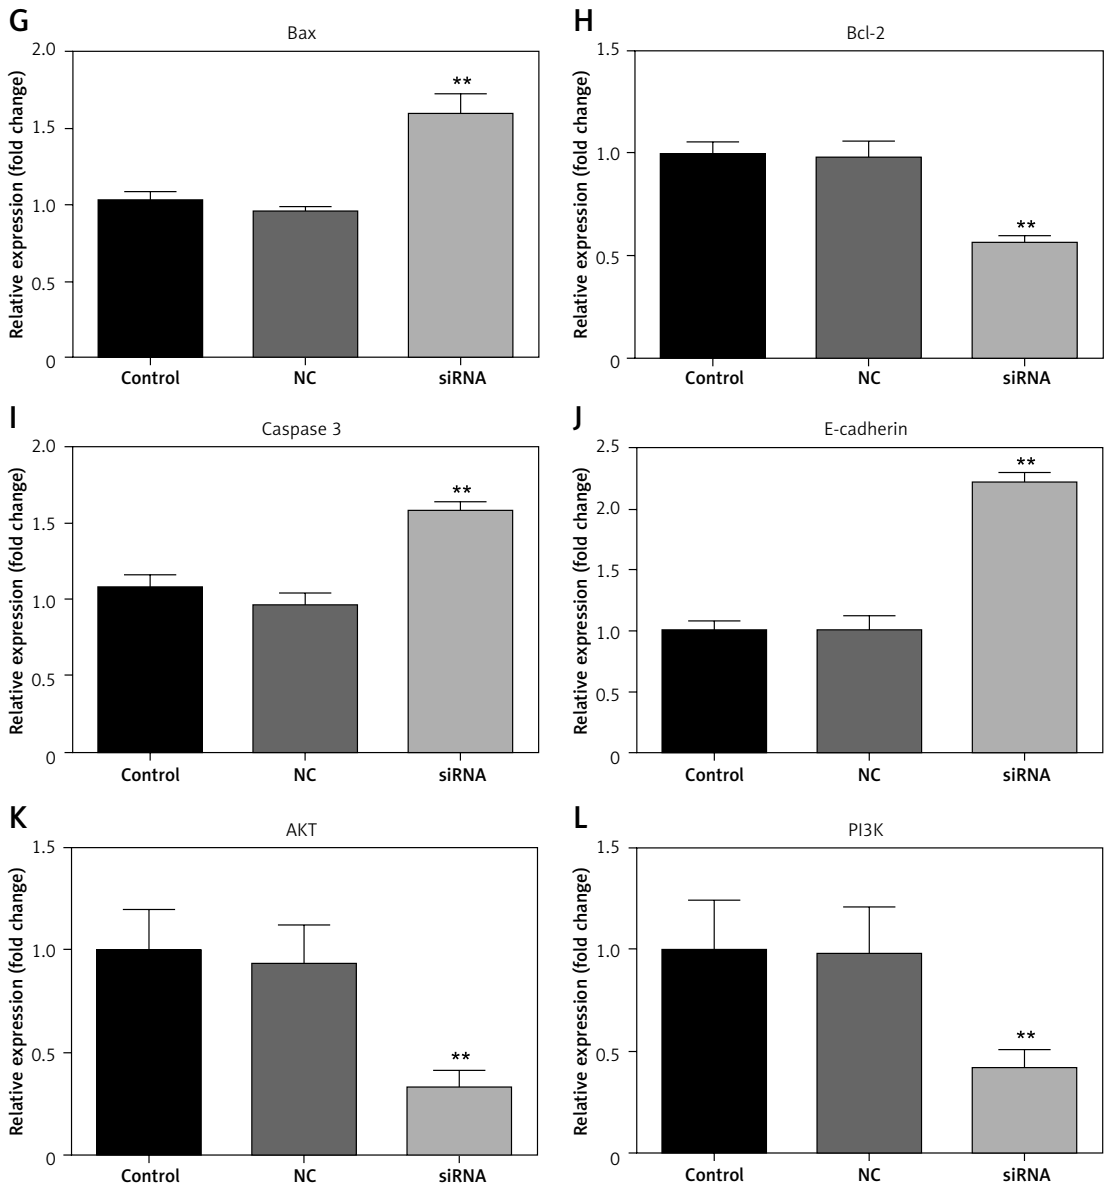 G
Bax
Relative expression (fold change)
2.0
1.5
1.0
0.5
0
**
Control NC siRNA
H
Bcl-2
Relative expression (fold change)
1.5
1.0
0.5
0
**
Control NC siRNA
I
Caspase 3
Relative expression (fold change)
2.0
1.5
1.0
0.5
0
**
Control NC siRNA
J
E-cadherin
Relative expression (fold change)
2.5
2.0
1.5
1.0
0.5
0
**
Control NC siRNA
K
AKT
Relative expression (fold change)
1.5
1.0
0.5
0
**
Control NC siRNA
L
PI3K
Relative expression (fold change)
1.5
1.0
0.5
0
**
Control NC siRNA